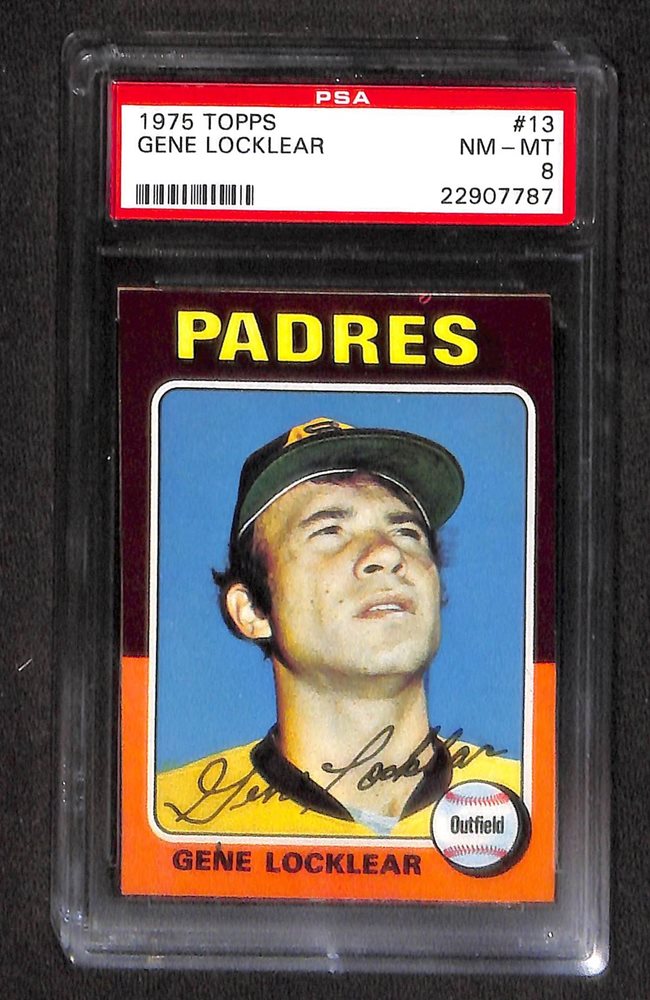 PSA
1975 TOPPS #13
GENE LOCKLEAR NM-MT
8
22907787
PADRES
Gene Locklear
Outfield
GENE LOCKLEAR